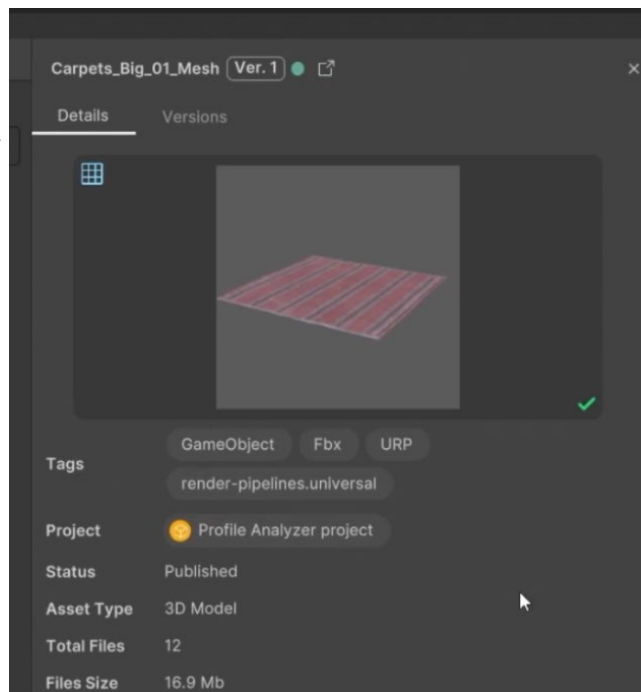 Carpets_Big_01_Mesh Ver. 1
Details Versions
Tags GameObject Fbx URP
render-pipelines.universal
Project Profile Analyzer project
Status Published
Asset Type 3D Model
Total Files 12
Files Size 16.9 Mb